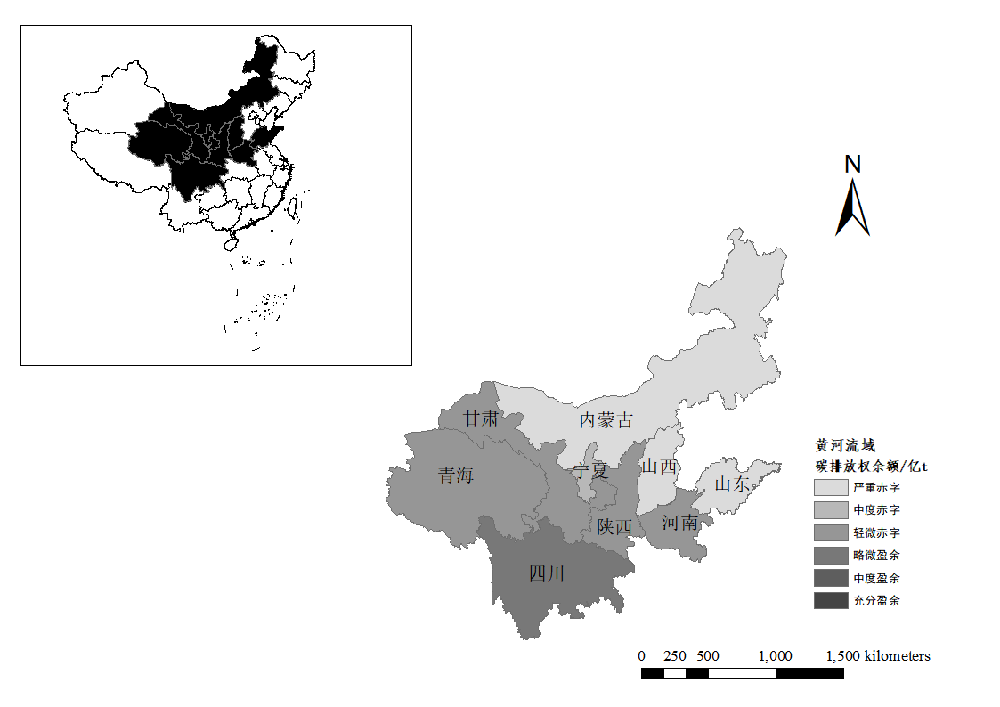 N
甘肃
内蒙古
青海
宁夏
山西
山东
陕西
河南
四川
黄河流域
碳排放权余额/亿t
严重赤字
中度赤字
轻微赤字
略微盈余
中度盈余
充分盈余
0 250 500 1,000 1,500 kilometers